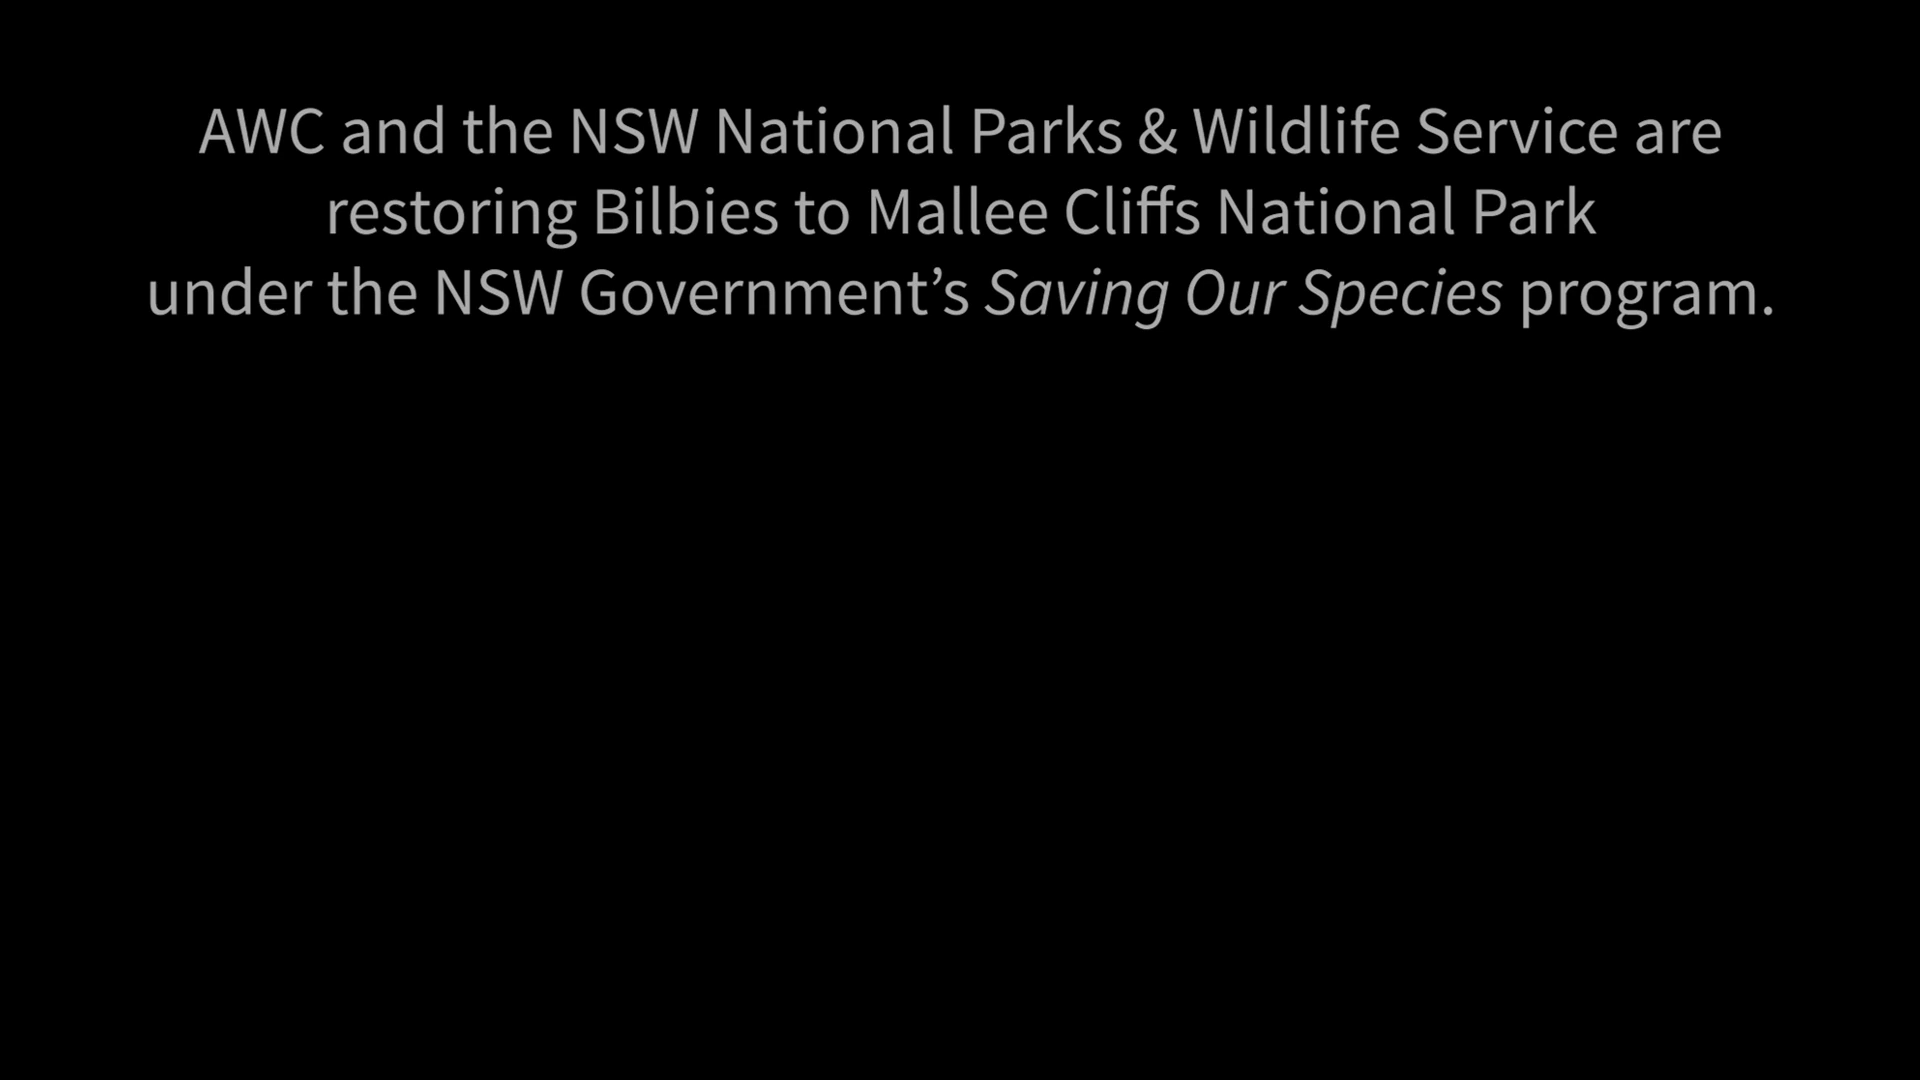 AWC and the NSW National Parks & Wildlife Service are
restoring Bilbies to Mallee Cliffs National Park
under the NSW Government’s Saving Our Species program.